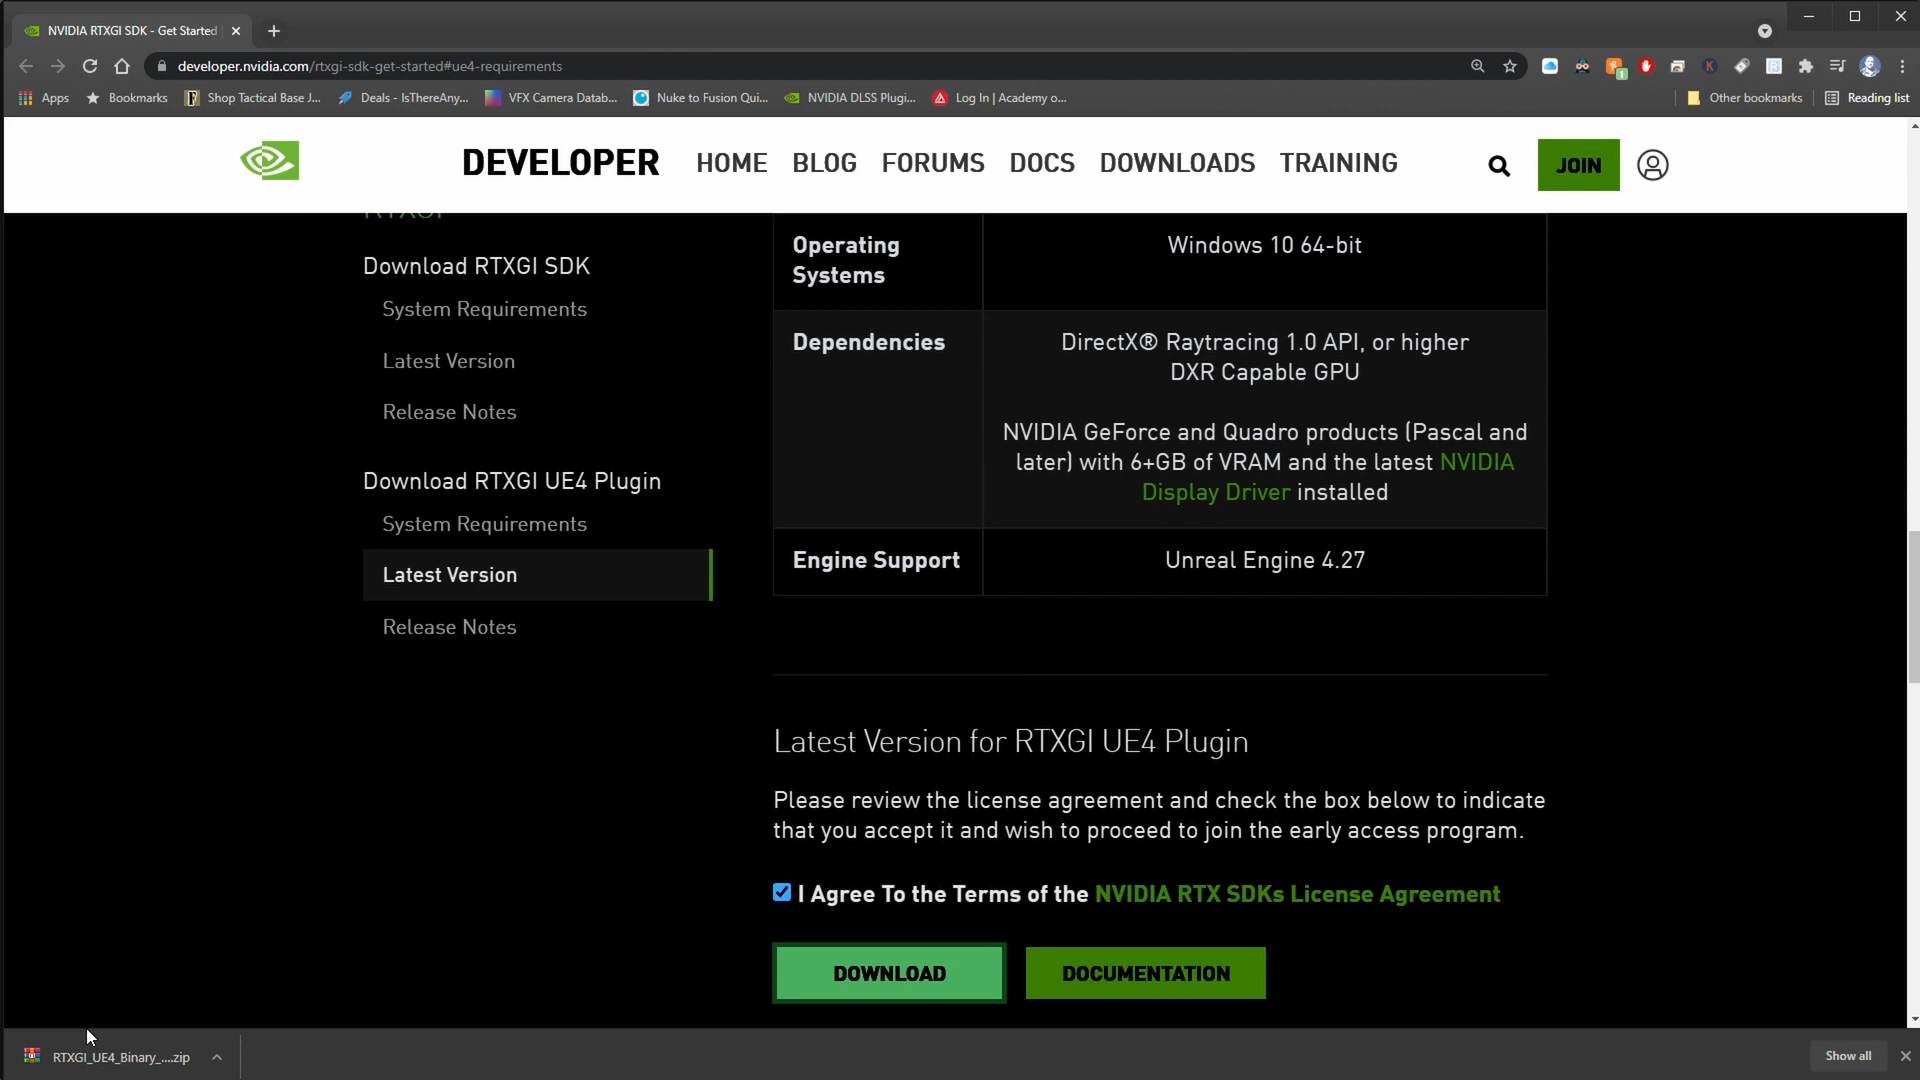 NVIDIA RTXGI SDK - Get Started
developer.nvidia.com/rtxgi-sdk-get-started#ue4-requirements
1
Apps
Bookmarks
Shop Tactical Base J...
Deals - IsThereAny...
VFX Camera Datab...
Nuke to Fusion Qui...
NVIDIA DLSS Plugi...
Log In | Academy o...
Other bookmarks
Reading list
DEVELOPER
HOME
BLOG
FORUMS
DOCS
DOWNLOADS
TRAINING
JOIN
RTXGI
Download RTXGI SDK
System Requirements
Latest Version
Release Notes
Download RTXGI UE4 Plugin
System Requirements
Latest Version
Release Notes
Operating
Systems
Windows 10 64-bit
Dependencies
DirectX® Raytracing 1.0 API, or higher
DXR Capable GPU
NVIDIA GeForce and Quadro products (Pascal and
later) with 6+GB of VRAM and the latest NVIDIA
Display Driver installed
Engine Support
Unreal Engine 4.27
Latest Version for RTXGI UE4 Plugin
Please review the license agreement and check the box below to indicate
that you accept it and wish to proceed to join the early access program.
I Agree To the Terms of the NVIDIA RTX SDKs License Agreement
DOWNLOAD
DOCUMENTATION
RTXGI_UE4_Binary_....zip
Show all